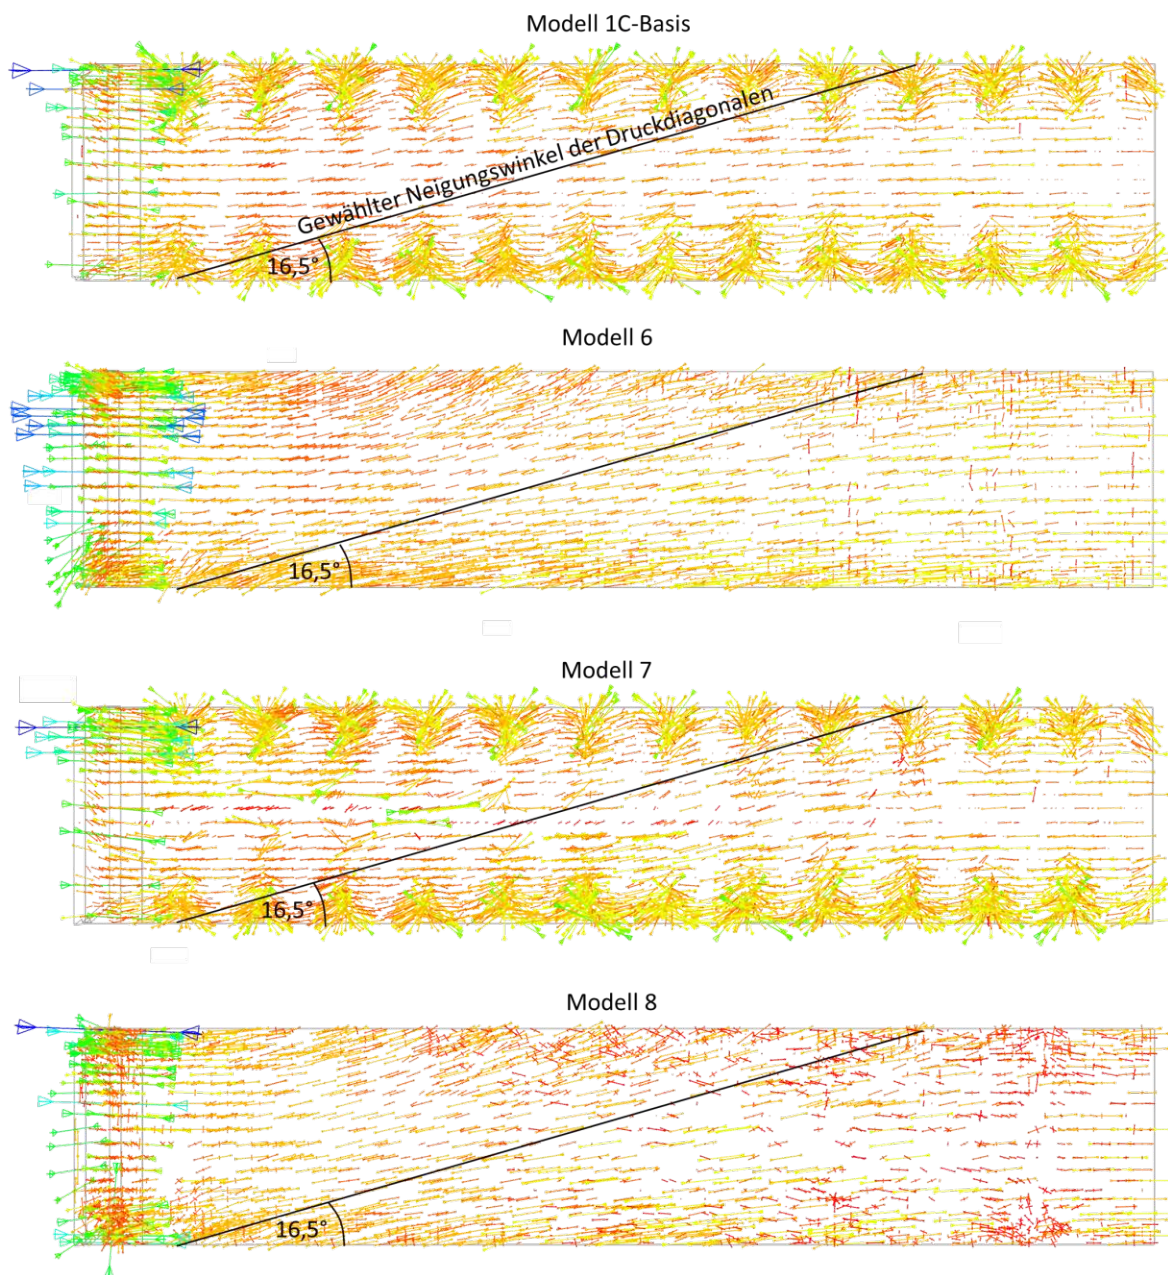 Modell 1C-Basis
Gewählter Neigungswinkel der Druckdiagonalen
16,5°
Modell 6
16,5°
Modell 7
16,5°
Modell 8
16,5°